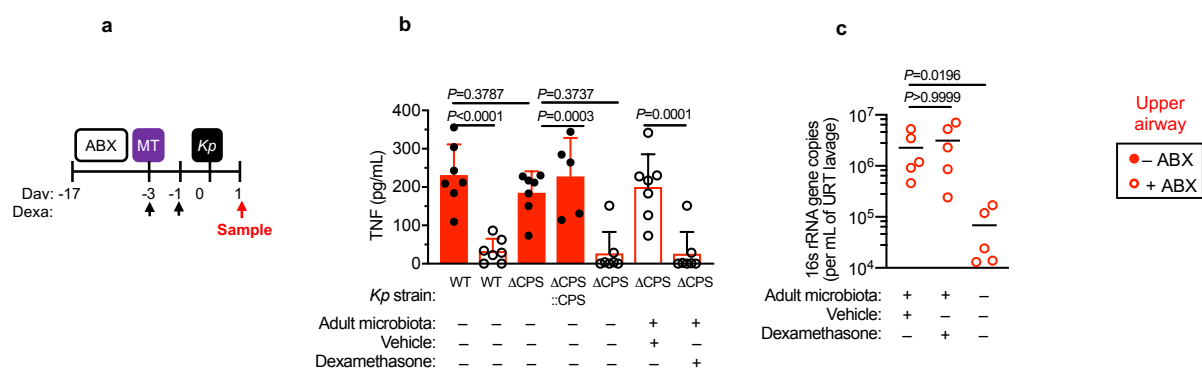 a
ABX
MT
Kp
Day: -17
-3
-1
0
1
Dexa:
Sample
b
P=0.3787
P=0.3737
P<0.0001
P=0.0003
P=0.0001
400
300
200
100
0
TNF (pg/mL)
WT
WT
ΔCPS
ΔCPS
::CPS
ΔCPS
ΔCPS
ΔCPS
Kp strain:
Adult microbiota: – – – – – + +
Vehicle: – – – – – + –
Dexamethasone: – – – – – – +
c
P=0.0196
P>0.9999
10⁷
10⁶
10⁵
10⁴
16s rRNA gene copies
(per mL of URT lavage)
Adult microbiota: + + –
Vehicle: + – –
Dexamethasone: – + –
Upper
airway
– ABX
+ ABX